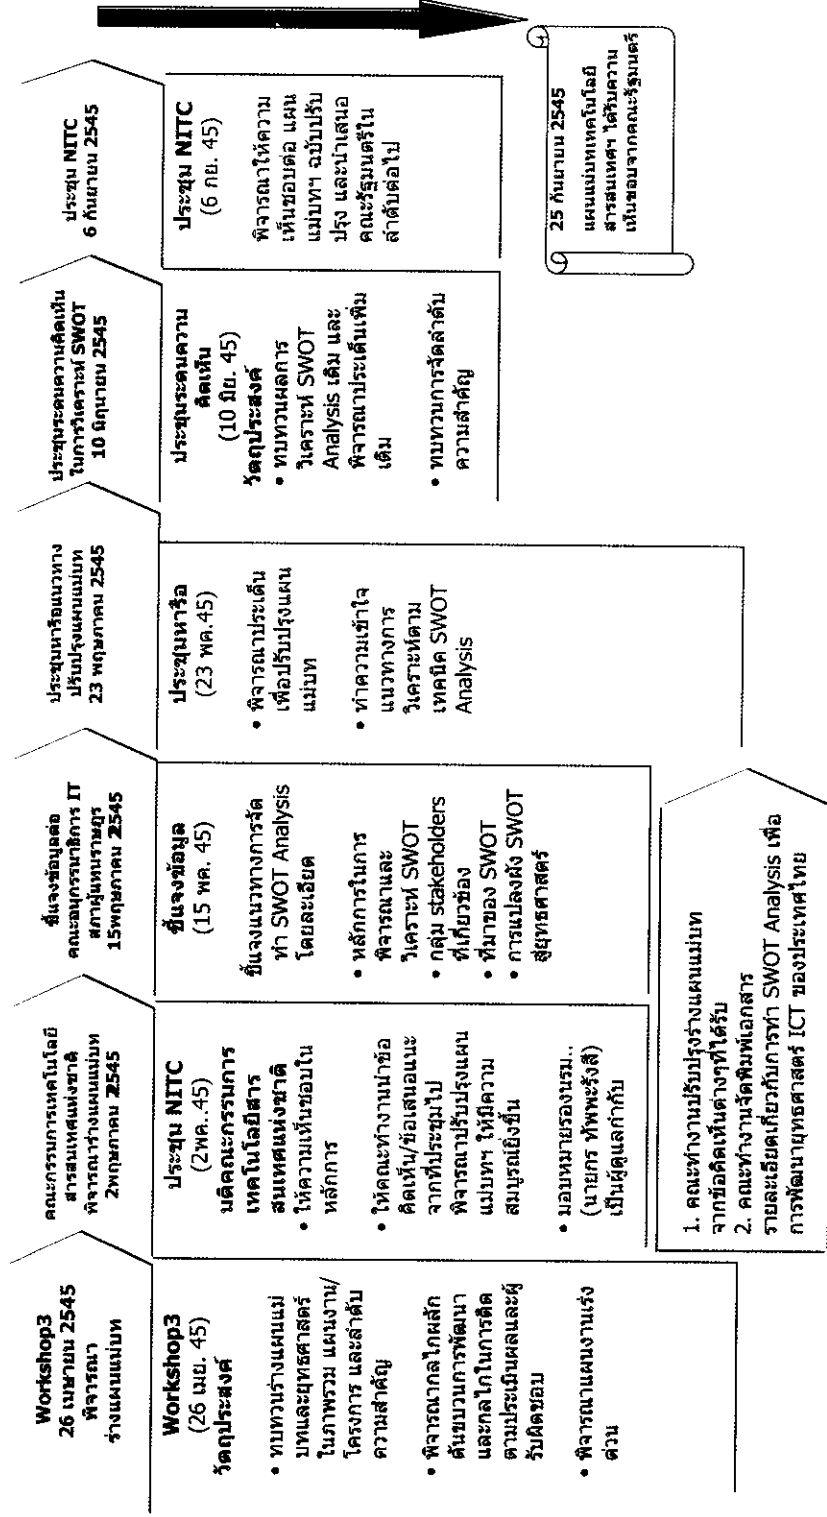 Workshop3
26 เมษายน 2545
พิจารณา
ร่างแผนแม่บท
คณะกรรมการเทคโนโลยี
สารสนเทศแห่งชาติ
พิจารณาร่างแผนแม่บท
2พฤษภาคม 2545
ชี้แจงข้อมูลต่อ
คณะอนุกรรมาธิการ IT
สภาผู้แทนราษฎร
15พฤษภาคม 2545
ประชุมหารือแนวทาง
ปรับปรุงแผนแม่บท
23 พฤษภาคม 2545
ประชุมระดมความคิดเห็น
ในการวิเคราะห์ SWOT
10 มิถุนายน 2545
ประชุม NITC
6 กันยายน 2545
Workshop3
(26 เมย. 45)
วัตถุประสงค์
• ทบทวนร่างแผนแม่
บทและยุทธศาสตร์
ในภาพรวม แผนงาน/
โครงการ และลำดับ
ความสำคัญ
• พิจารณากลไกผลัก
ดันขบวนการพัฒนา
และกลไกในการติด
ตามประเมินผลและผู้
รับผิดชอบ
• พิจารณาแผนงานเร่ง
ด่วน
ประชุม NITC
(2พค..45)
มติคณะกรรมการ
เทคโนโลยีสาร
สนเทศแห่งชาติ
• ให้ความเห็นชอบใน
หลักการ
• ให้คณะทำงานนำข้อ
คิดเห็น/ข้อเสนอแนะ
จากที่ประชุมไป
พิจารณาปรับปรุงแผน
แม่บทฯ ให้มีความ
สมบูรณ์ยิ่งขึ้น
• มอบหมายรองนรม..
(นายกร ทัพพะรังสี)
เป็นผู้ดูแลกำกับ
ชี้แจงข้อมูล
(15 พค. 45)
ชี้แจงแนวทางการจัด
ทำ SWOT Analysis
โดยละเอียด
• หลักการในการ
พิจารณาและ
วิเคราะห์ SWOT
• กลุ่ม stakeholders
ที่เกี่ยวข้อง
• ที่มาของ SWOT
• การแปลงผัง SWOT
สู่ยุทธศาสตร์
ประชุมหารือ
(23 พค.45)
• พิจารณาประเด็น
เพื่อปรับปรุงแผน
แม่บท
• ทำความเข้าใจ
แนวทางการ
วิเคราะห์ตาม
เทคนิค SWOT
Analysis
ประชุมระดมความ
คิดเห็น
(10 มิย. 45)
วัตถุประสงค์
• ทบทวนผลการ
วิเคราะห์ SWOT
Analysis เดิม และ
พิจารณาประเด็นเพิ่ม
เติม
• ทบทวนการจัดลำดับ
ความสำคัญ
ประชุม NITC
(6 กย. 45)
พิจารณาให้ความ
เห็นชอบต่อ แผน
แม่บทฯ ฉบับปรับ
ปรุง และนำเสนอ
คณะรัฐมนตรีใน
ลำดับต่อไป
1. คณะทำงานปรับปรุงร่างแผนแม่บท
จากข้อคิดเห็นต่างๆที่ได้รับ
2. คณะทำงานจัดพิมพ์เอกสาร
รายละเอียดเกี่ยวกับการทำ SWOT Analysis เพื่อ
การพัฒนายุทธศาสตร์ ICT ของประเทศไทย
25 กันยายน 2545
แผนแม่บทเทคโนโลยี
สารสนเทศฯ ได้รับความ
เห็นชอบจากคณะรัฐมนตรี